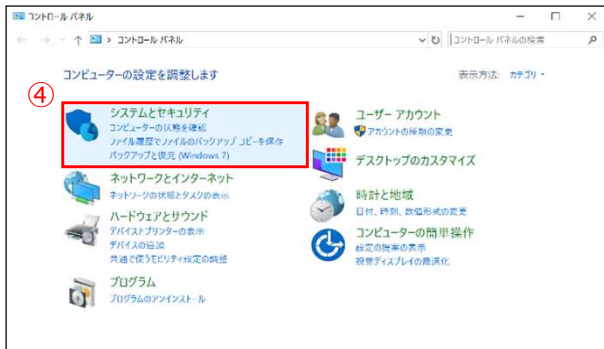 コントロール パネル
コントロール パネル
コントロール パネルの検索
コンピューターの設定を調整します
表示方法: カテゴリ
④
システムとセキュリティ
コンピューターの状態を確認
ファイル履歴でファイルのバックアップ コピーを保存
バックアップと復元 (Windows 7)
ネットワークとインターネット
ネットワークの状態とタスクの表示
ハードウェアとサウンド
デバイスとプリンターの表示
デバイスの追加
共通で使うモビリティ設定の調整
プログラム
プログラムのアンインストール
ユーザー アカウント
アカウントの種類の変更
デスクトップのカスタマイズ
時計と地域
日付、時刻、数値形式の変更
コンピューターの簡単操作
設定の提案の表示
視覚ディスプレイの最適化